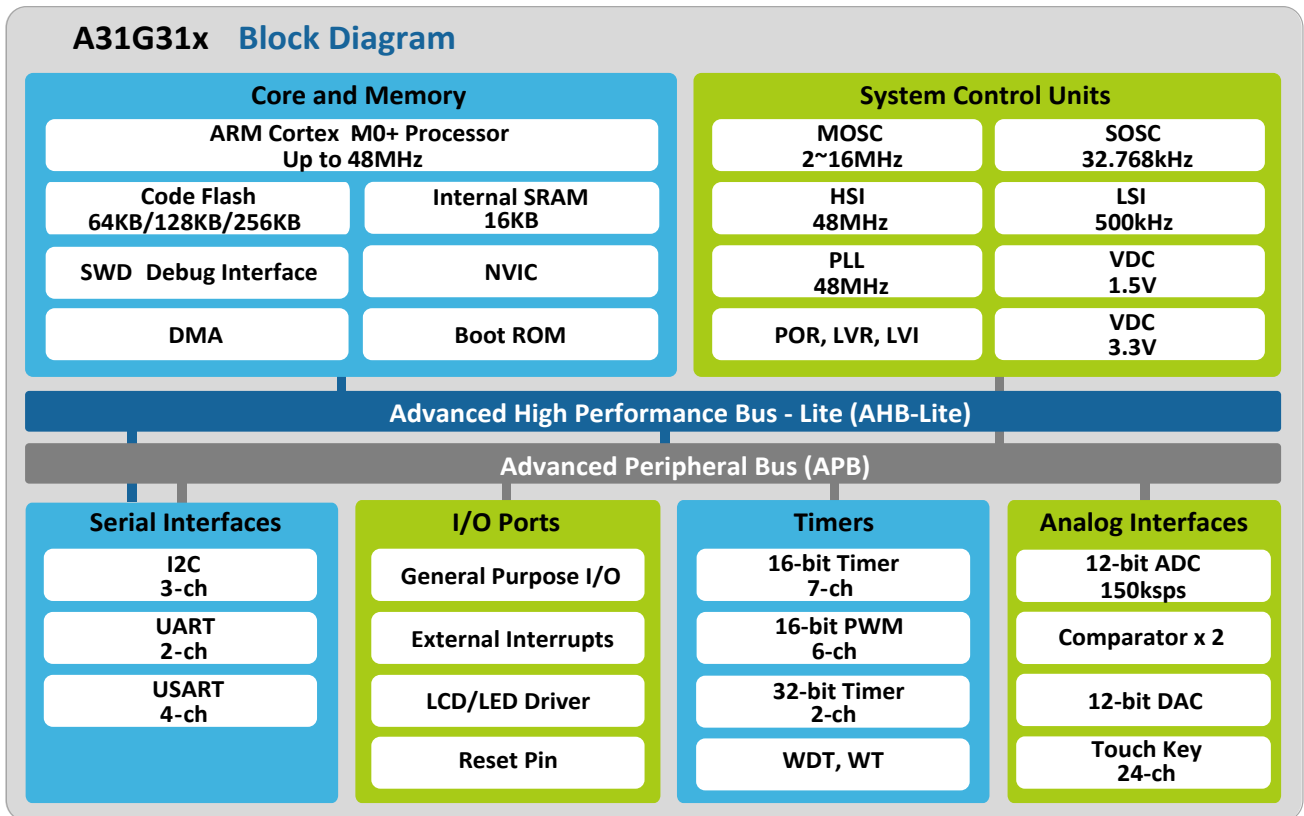 A31G31x Block Diagram
Core and Memory
ARM Cortex M0+ Processor
Up to 48MHz
Code Flash
64KB/128KB/256KB
Internal SRAM
16KB
SWD Debug Interface
NVIC
DMA
Boot ROM
System Control Units
MOSC
2~16MHz
SOSC
32.768kHz
HSI
48MHz
LSI
500kHz
PLL
48MHz
VDC
1.5V
POR, LVR, LVI
VDC
3.3V
Advanced High Performance Bus - Lite (AHB-Lite)
Advanced Peripheral Bus (APB)
Serial Interfaces
I2C
3-ch
UART
2-ch
USART
4-ch
I/O Ports
General Purpose I/O
External Interrupts
LCD/LED Driver
Reset Pin
Timers
16-bit Timer
7-ch
16-bit PWM
6-ch
32-bit Timer
2-ch
WDT, WT
Analog Interfaces
12-bit ADC
150ksps
Comparator x 2
12-bit DAC
Touch Key
24-ch